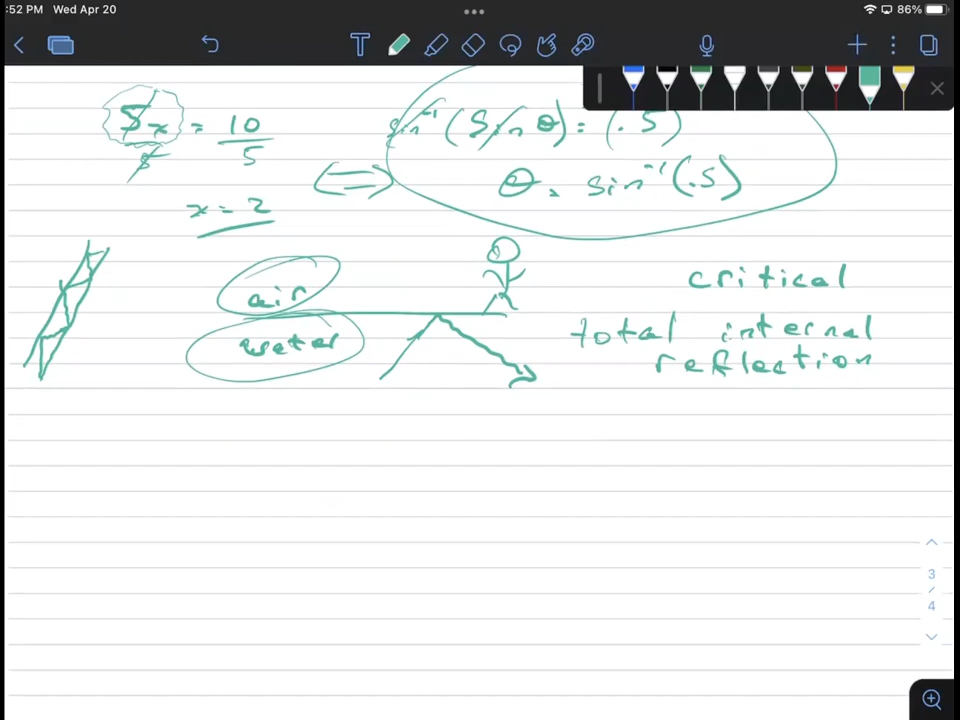 :52 PM Wed Apr 20
86%
T
5x/5 = 10/5
x = 2
sin⁻¹(Sin θ) = (.5)
θ = sin⁻¹(.5)
air
water
critical
total internal
reflection
3
/
4